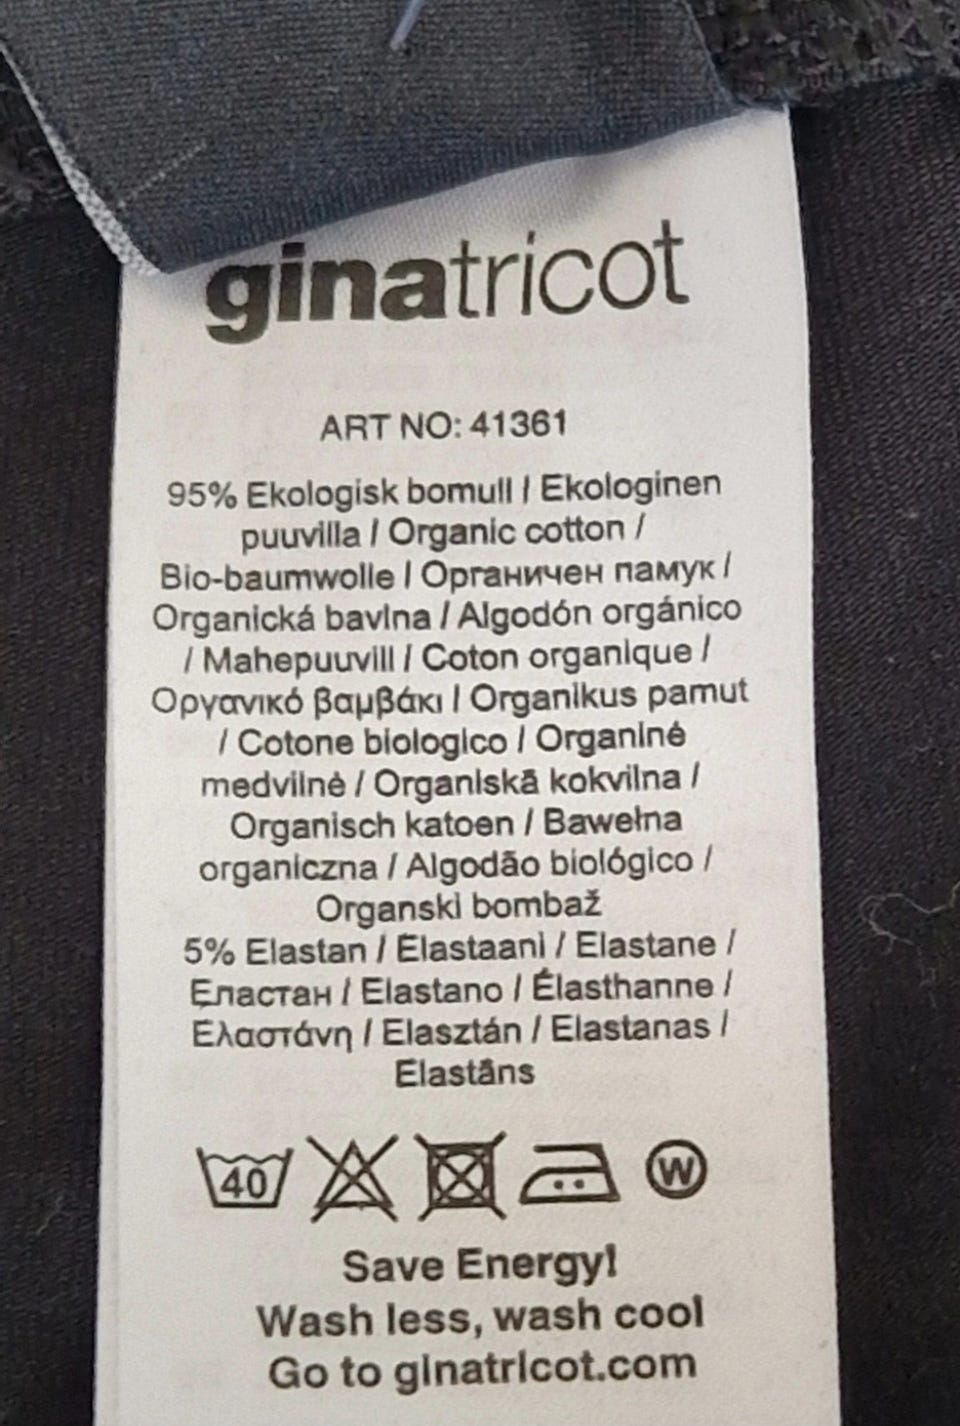 ginatricot
ART NO: 41361
95% Ekologisk bomull / Ekologinen
puuvilla / Organic cotton /
Bio-baumwolle / Органичен памук /
Organická bavlna / Algodón orgánico
/ Mahepuuvill / Coton organique /
Οργανικό βαμβάκι / Organikus pamut
/ Cotone biologico / Organinė
medvilnė / Organiskā kokvilna /
Organisch katoen / Bawełna
organiczna / Algodão biológico /
Organski bombaž
5% Elastan / Elastaani / Elastane /
Еластан / Elastano / Élasthanne /
Ελαστάνη / Elasztán / Elastanas /
Elastāns
40 W
Save Energy!
Wash less, wash cool
Go to ginatricot.com